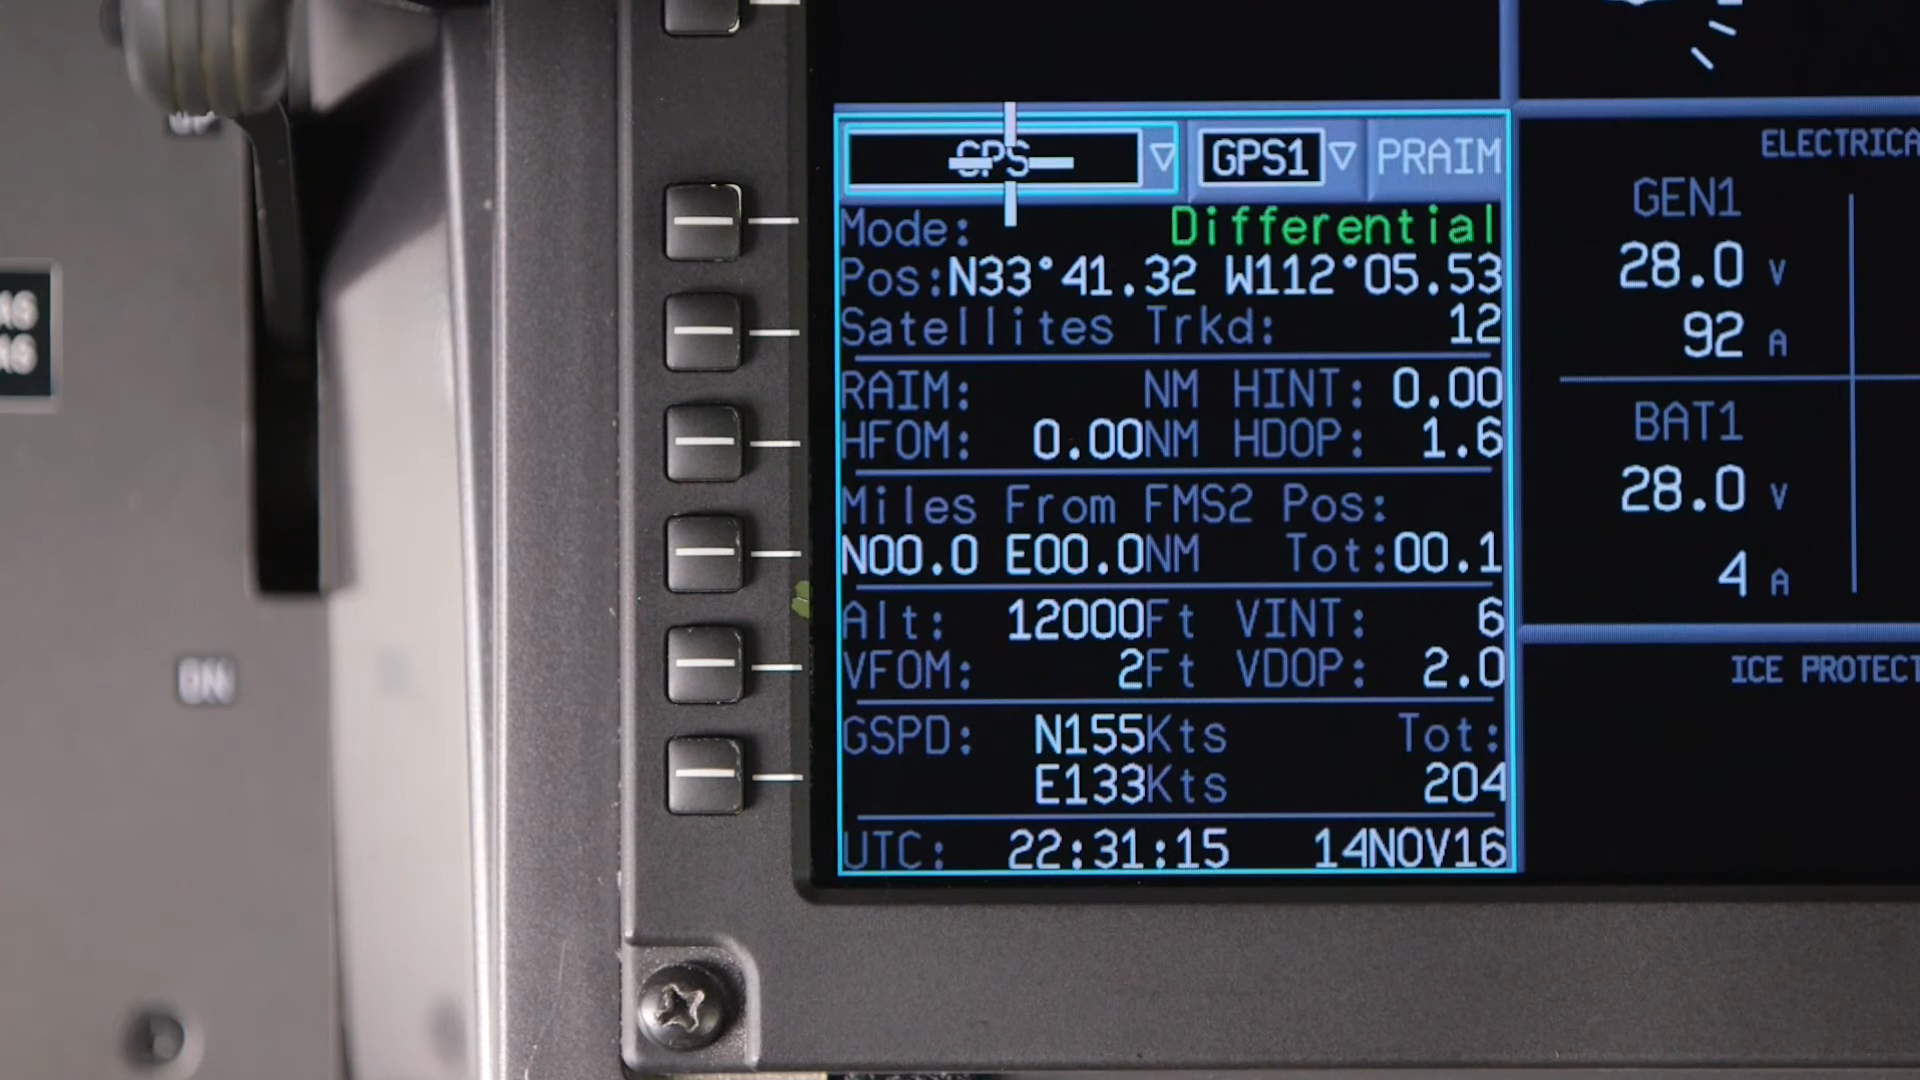 UP
ON
GPS ▽ GPS1 ▽ PRAIM
Mode: Differential
Pos:N33°41.32 W112°05.53
Satellites Trkd: 12
RAIM: NM HINT: 0.00
HFOM: 0.00NM HDOP: 1.6
Miles From FMS2 Pos:
N00.0 E00.0NM Tot:00.1
Alt: 12000Ft VINT: 6
VFOM: 2Ft VDOP: 2.0
GSPD: N155Kts Tot:
E133Kts 204
UTC: 22:31:15 14NOV16
ELECTRICA
GEN1
28.0 V
92 A
BAT1
28.0 V
4 A
ICE PROTECT